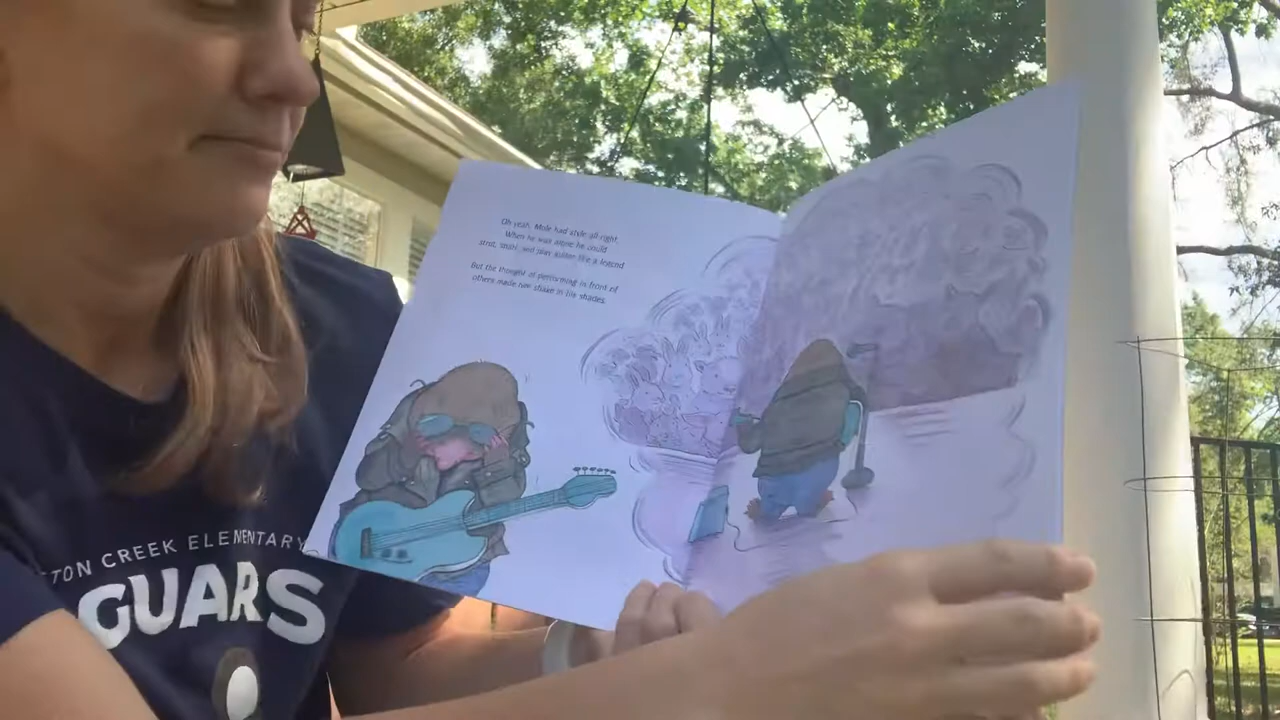 Oh yeah, Mole had style all-right.
When he was alone he could
strut, strum, and play guitar like a legend
But the thought of performing in front of
others made him shake in his shades.
TON CREEK ELEMENTARY
GUARS